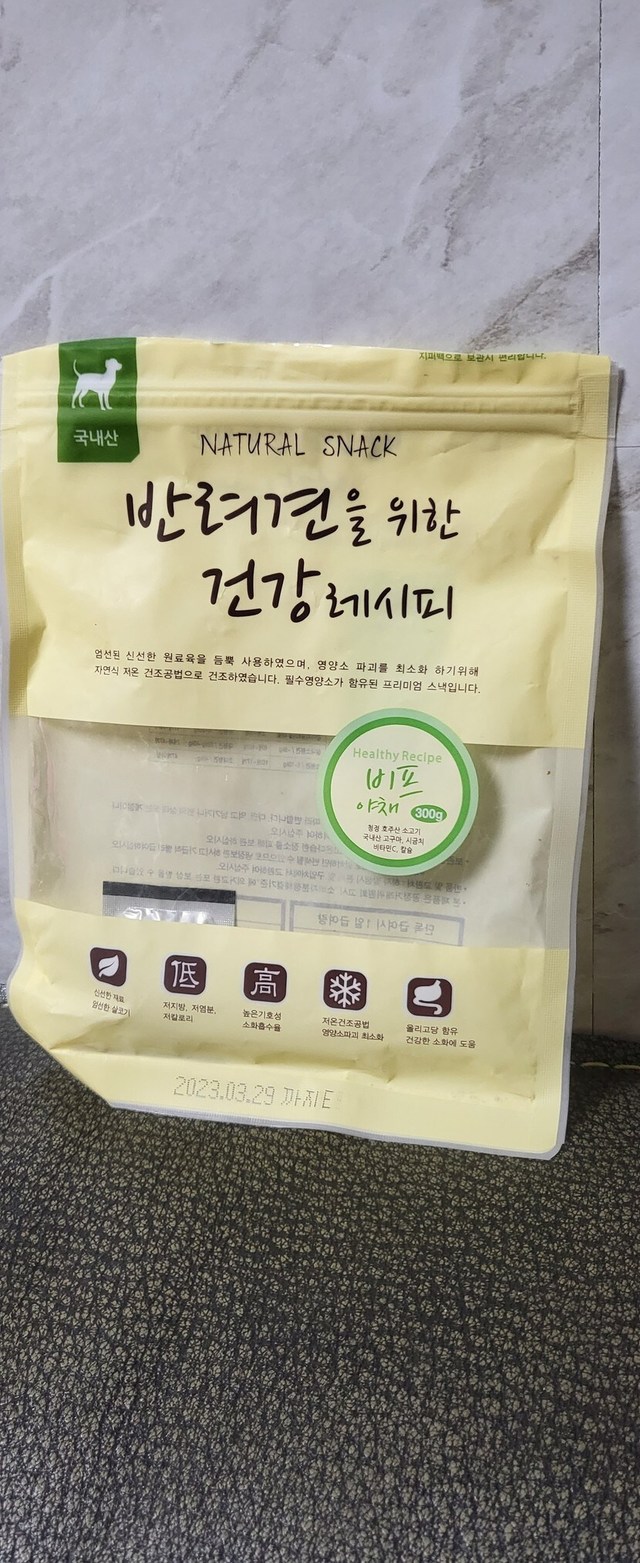 지퍼백으로 보관시 편리합니다.
국내산
NATURAL SNACK
반려견을 위한
건강 레시피
엄선된 신선한 원료육을 듬뿍 사용하였으며, 영양소 파괴를 최소화 하기위해
자연식 저온 건조공법으로 건조하였습니다. 필수영양소가 함유된 프리미엄 스낵입니다.
Healthy Recipe
비프
야채 300g
청정 호주산 소고기
국내산 고구마, 시금치
비타민C, 칼슘
단독 급여시 1일 급여량
신선한 재료
엄선한 살코기
低
저지방, 저염분,
저칼로리
高
높은기호성
소화흡수율
저온건조공법
영양소파괴 최소화
올리고당 함유
건강한 소화에 도움
2023.03.29 까지E